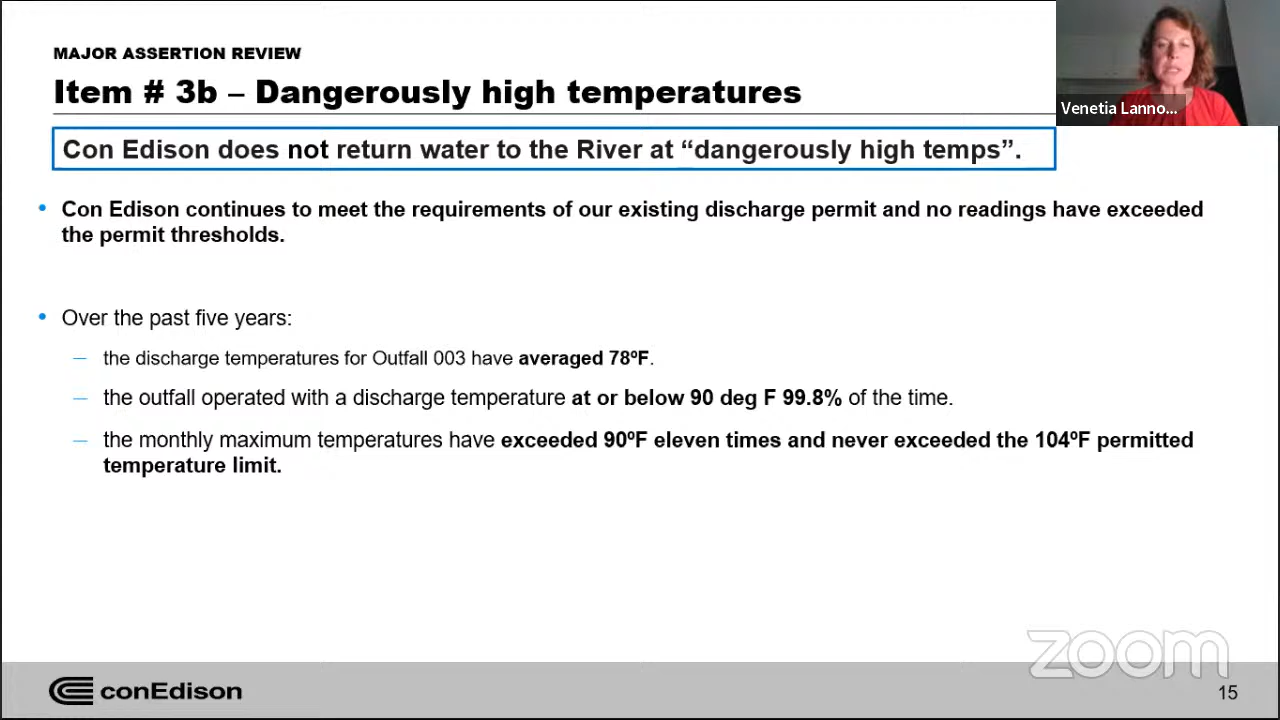 MAJOR ASSERTION REVIEW
Item # 3b – Dangerously high temperatures
Venetia Lanno...
Con Edison does not return water to the River at “dangerously high temps”.
• Con Edison continues to meet the requirements of our existing discharge permit and no readings have exceeded
the permit thresholds.
• Over the past five years:
– the discharge temperatures for Outfall 003 have averaged 78ºF.
– the outfall operated with a discharge temperature at or below 90 deg F 99.8% of the time.
– the monthly maximum temperatures have exceeded 90ºF eleven times and never exceeded the 104ºF permitted
temperature limit.
zoom
conEdison
15